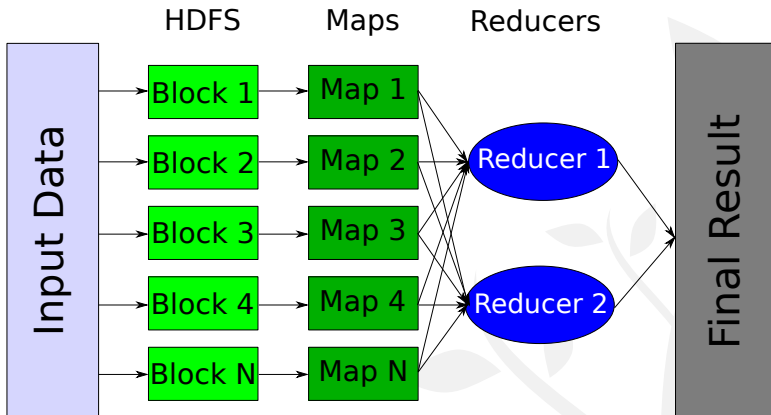 HDFS
Maps
Reducers
Input Data
Block 1
Map 1
Block 2
Map 2
Reducer 1
Block 3
Map 3
Block 4
Map 4
Reducer 2
Block N
Map N
Final Result